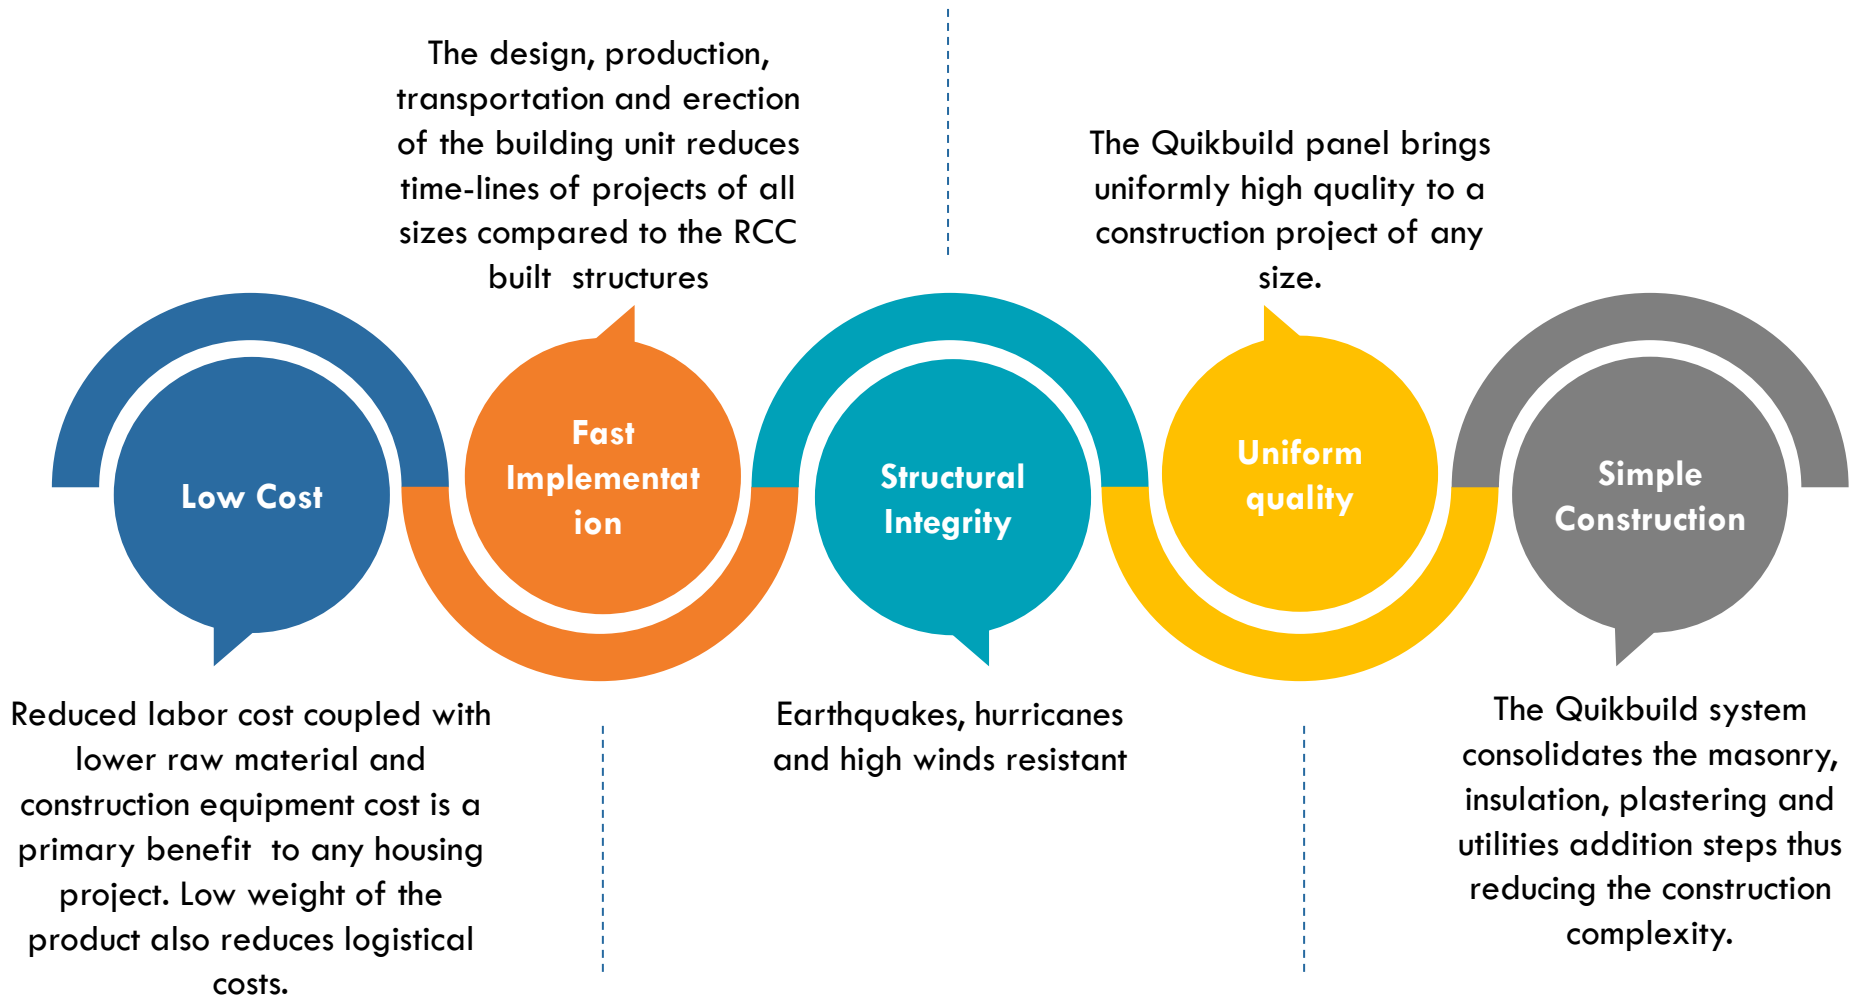 The design, production,
transportation and erection
of the building unit reduces
time-lines of projects of all
sizes compared to the RCC
built  structures
The Quikbuild panel brings
uniformly high quality to a
construction project of any
size.
Low Cost
Fast
Implementat
ion
Structural
Integrity
Uniform
quality
Simple
Construction
Reduced labor cost coupled with
lower raw material and
construction equipment cost is a
primary benefit  to any housing
project. Low weight of the
product also reduces logistical
costs.
Earthquakes, hurricanes
and high winds resistant
The Quikbuild system
consolidates the masonry,
insulation, plastering and
utilities addition steps thus
reducing the construction
complexity.